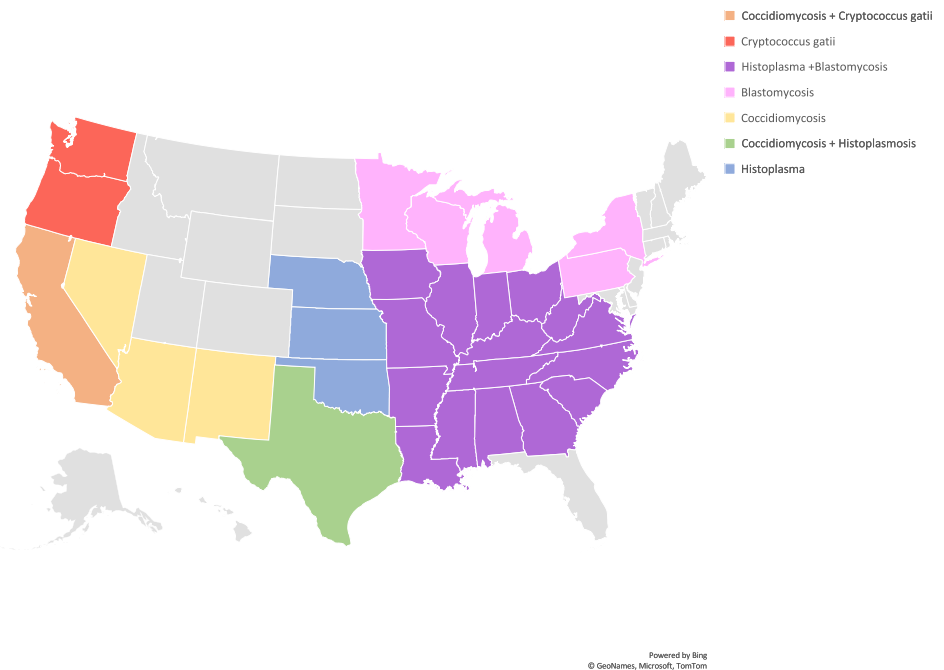 Coccidiomycosis + Cryptococcus gatii
Cryptococcus gatii
Histoplasma +Blastomycosis
Blastomycosis
Coccidiomycosis
Coccidiomycosis + Histoplasmosis
Histoplasma
Powered by Bing
© GeoNames, Microsoft, TomTom